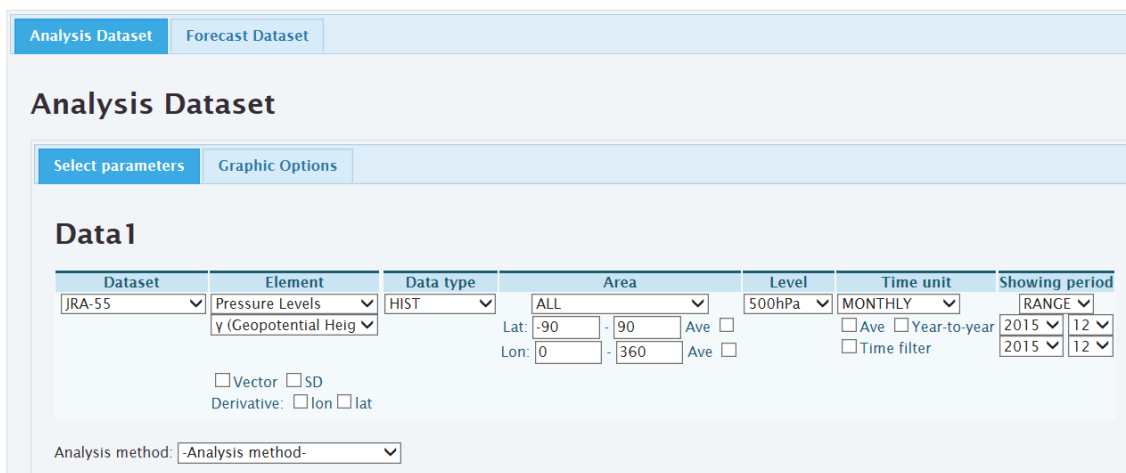 Analysis Dataset Forecast Dataset
Analysis Dataset
Select parameters Graphic Options
Data1
Dataset Element Data type Area Level Time unit Showing period
JRA-55 Pressure Levels HIST ALL 500hPa MONTHLY RANGE
γ (Geopotential Heig Lat: -90 - 90 Ave Ave Year-to-year 2015 12
Lon: 0 - 360 Ave Time filter 2015 12
Vector SD
Derivative: lon lat
Analysis method: -Analysis method-